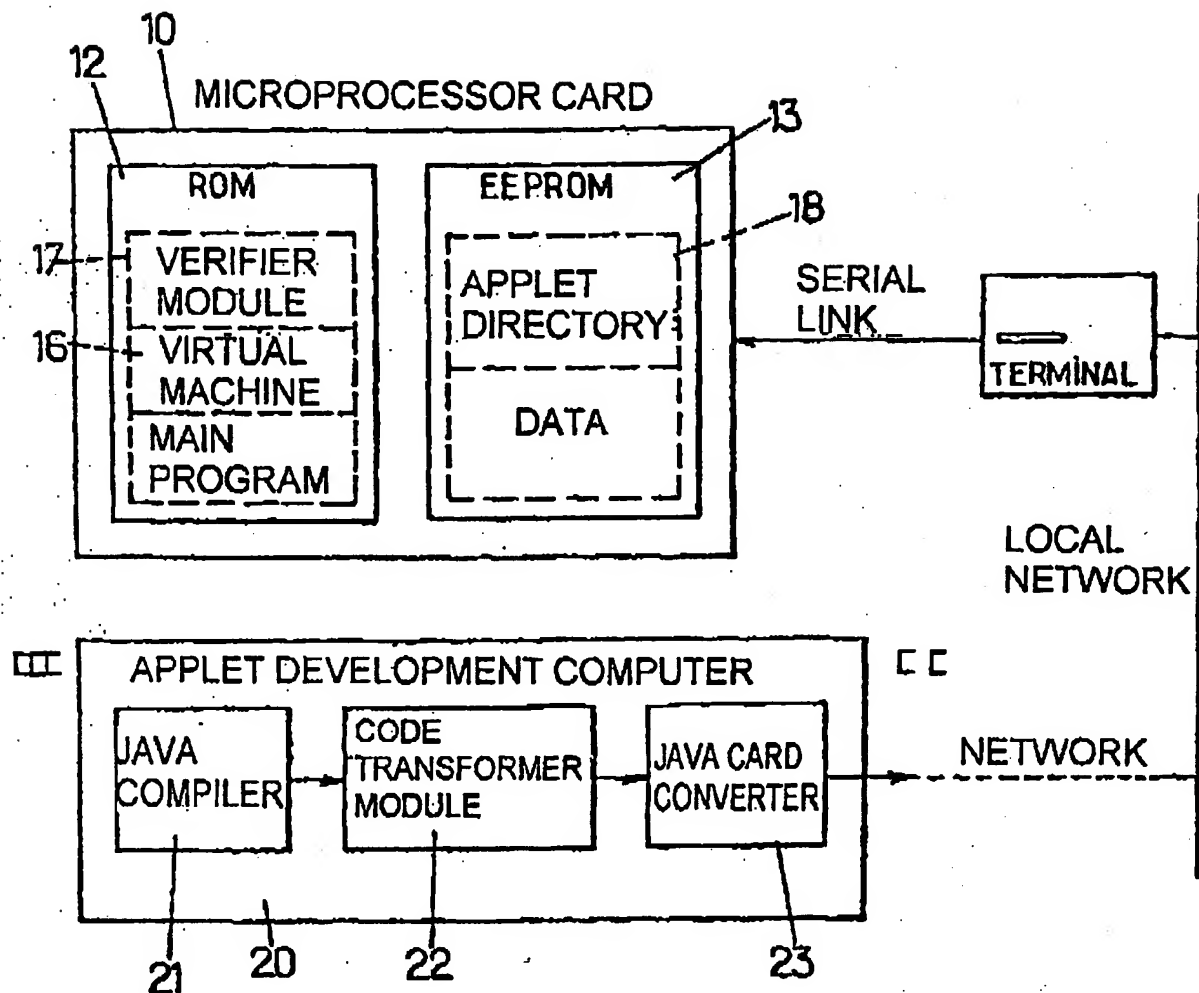 10
12
MICROPROCESSOR CARD
13
ROM
EEPROM
18
17
VERIFIER
MODULE
APPLET
DIRECTORY
SERIAL
LINK
16
VIRTUAL
MACHINE
TERMINAL
DATA
MAIN
PROGRAM
LOCAL
NETWORK
APPLET DEVELOPMENT COMPUTER
JAVA
COMPILER
CODE
TRANSFORMER
MODULE
JAVA CARD
CONVERTER
NETWORK
21
20
22
23